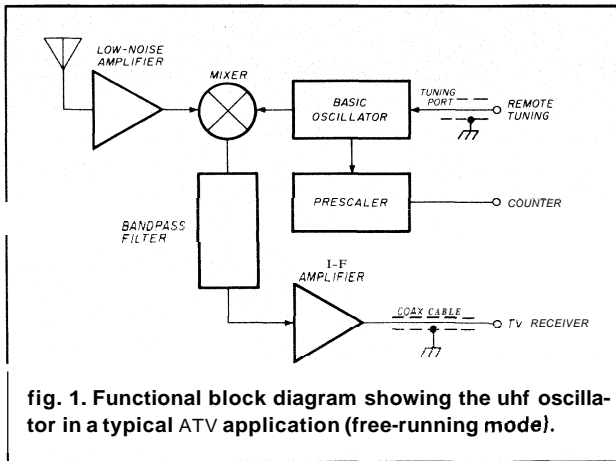 LOW-NOISE
AMPLIFIER
MIXER
BASIC
OSCILLATOR
TUNING
PORT
REMOTE
TUNING
PRESCALER
COUNTER
BANDPASS
FILTER
I-F
AMPLIFIER
COAX CABLE
TV RECEIVER
fig. 1. Functional block diagram showing the uhf oscilla-
tor in a typical ATV application (free-running mode).